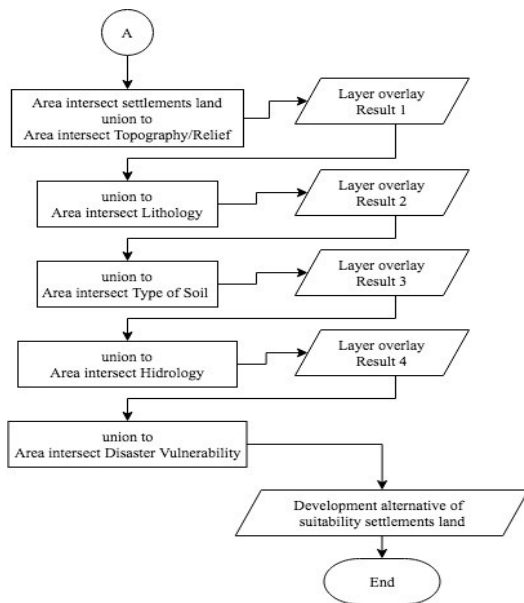 A
Area intersect settlements land
union to
Area intersect Topography/Relief
Layer overlay
Result 1
union to
Area intersect Lithology
Layer overlay
Result 2
union to
Area intersect Type of Soil
Layer overlay
Result 3
union to
Area intersect Hidrology
Layer overlay
Result 4
union to
Area intersect Disaster Vulnerability
Development alternative of
suitability settlements land
End